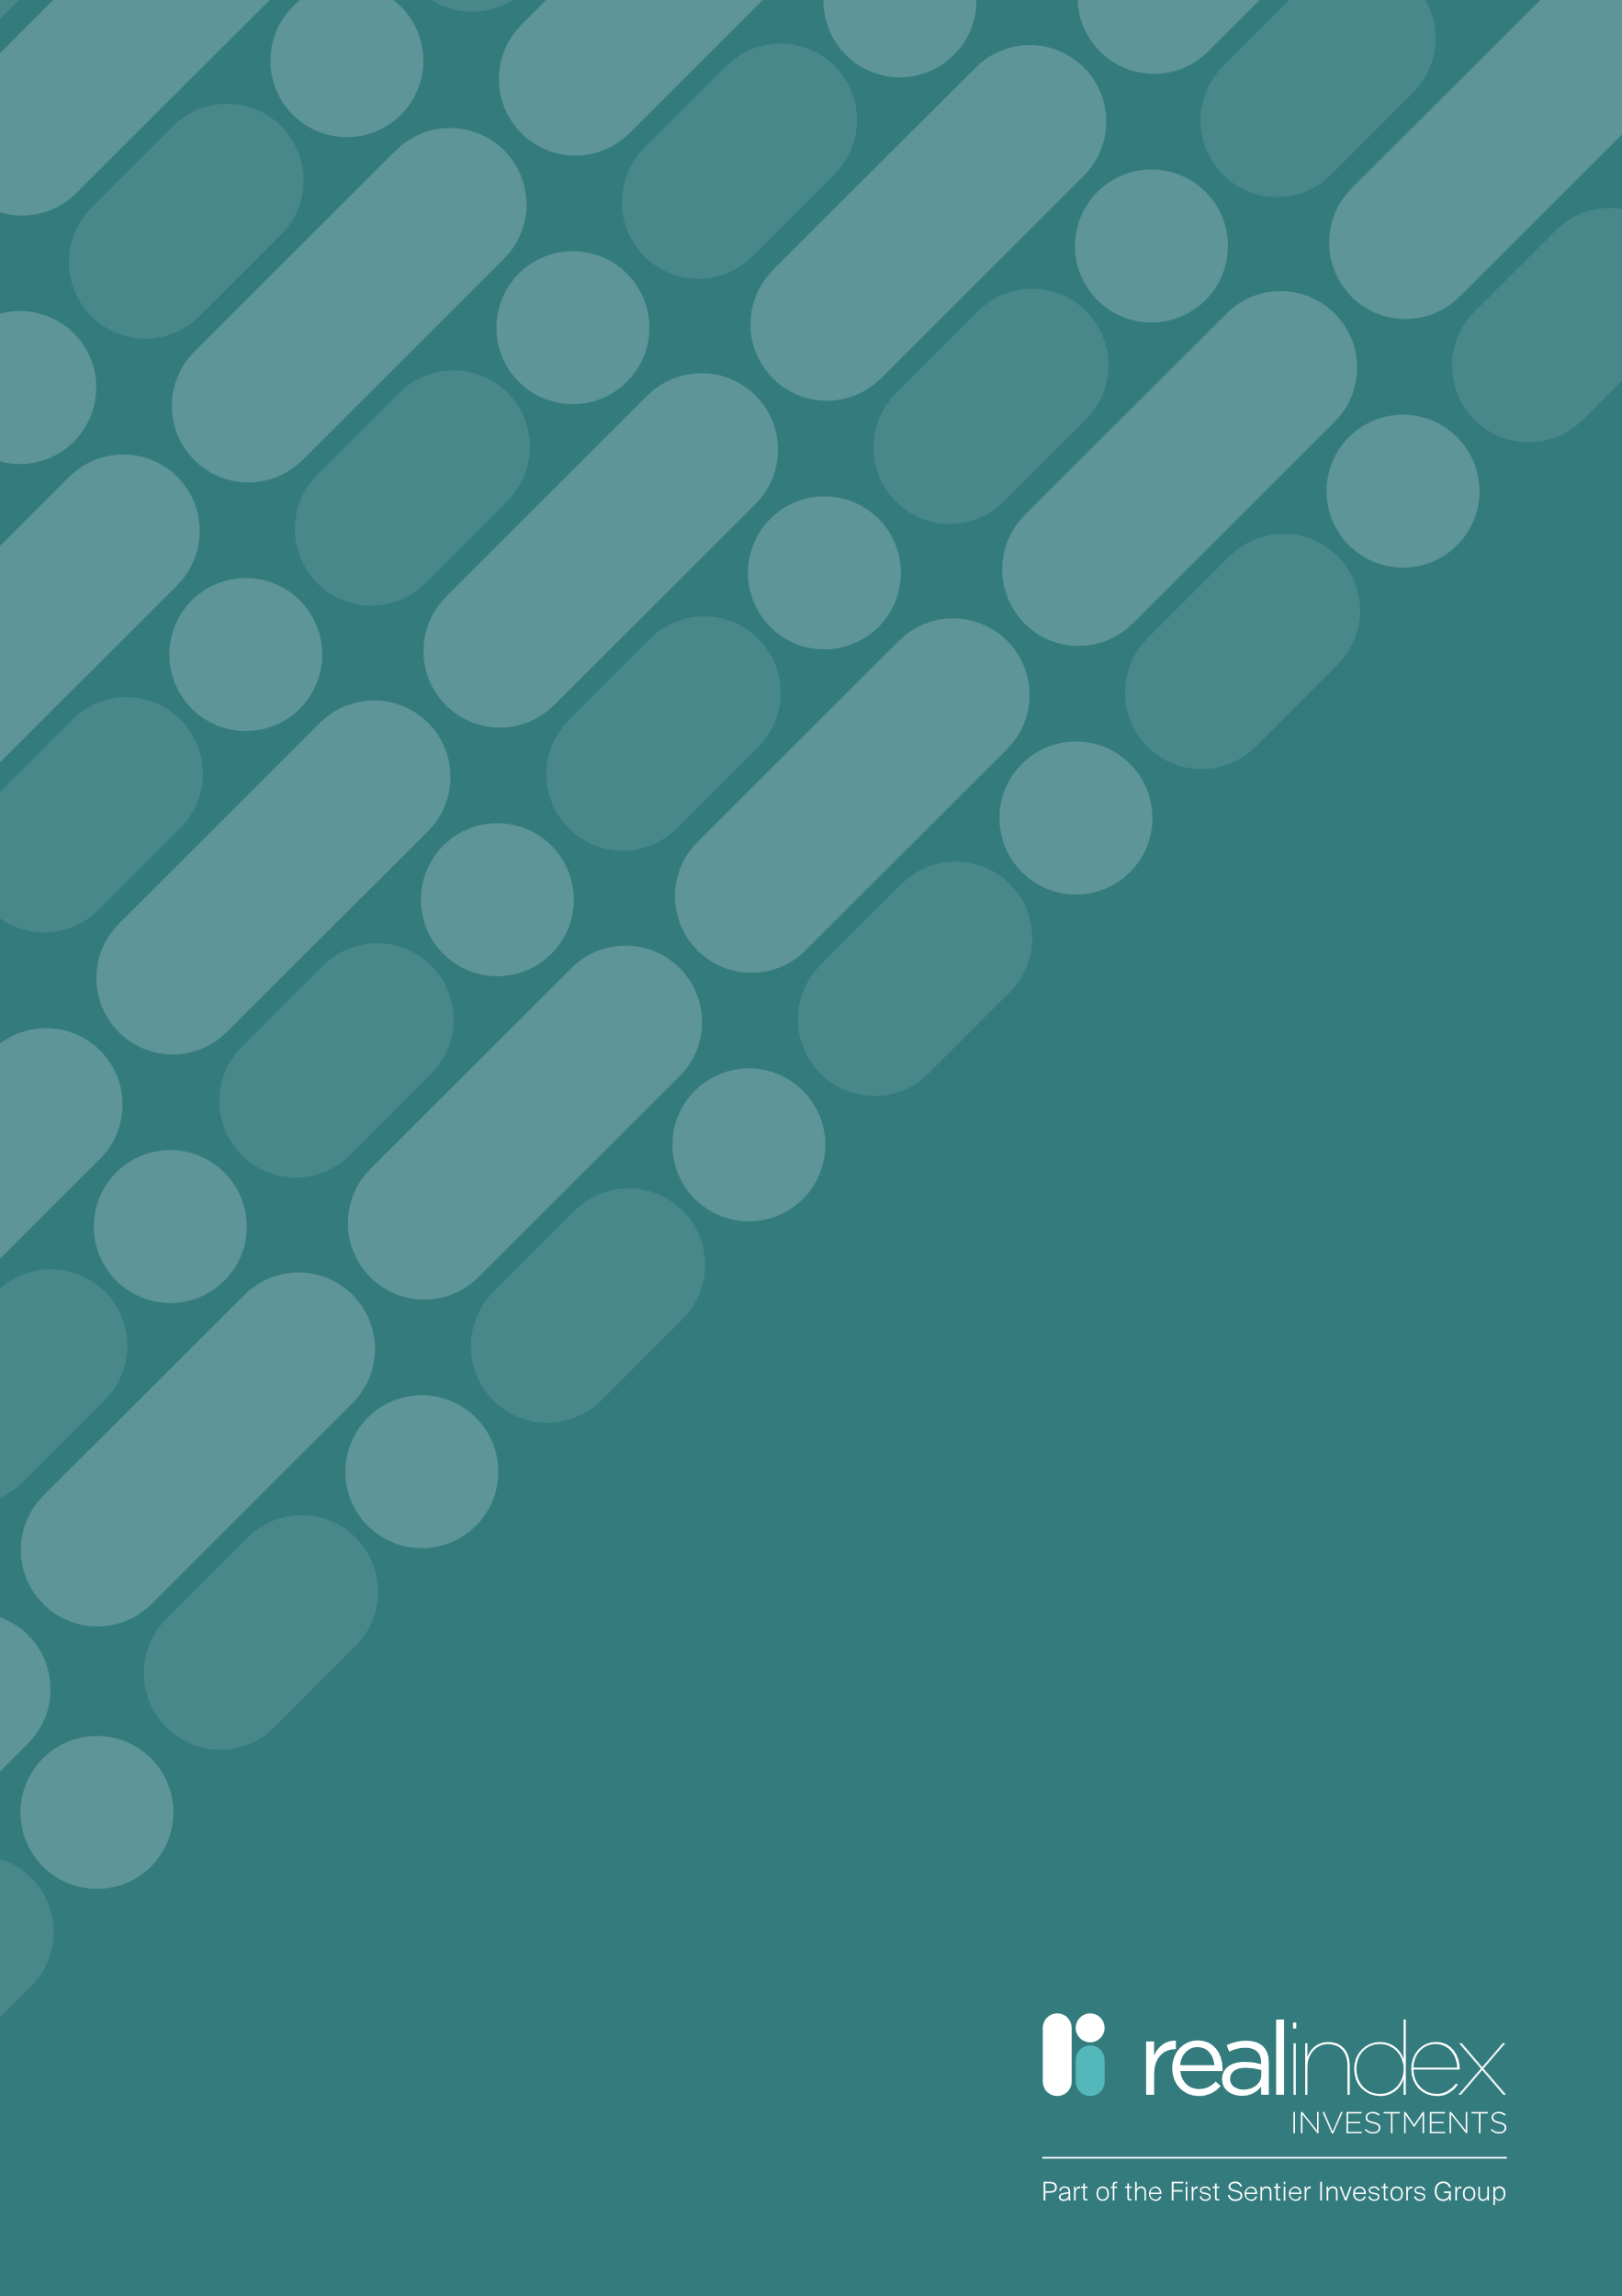 realindex
INVESTMENTS
Part of the First Sentier Investors Group